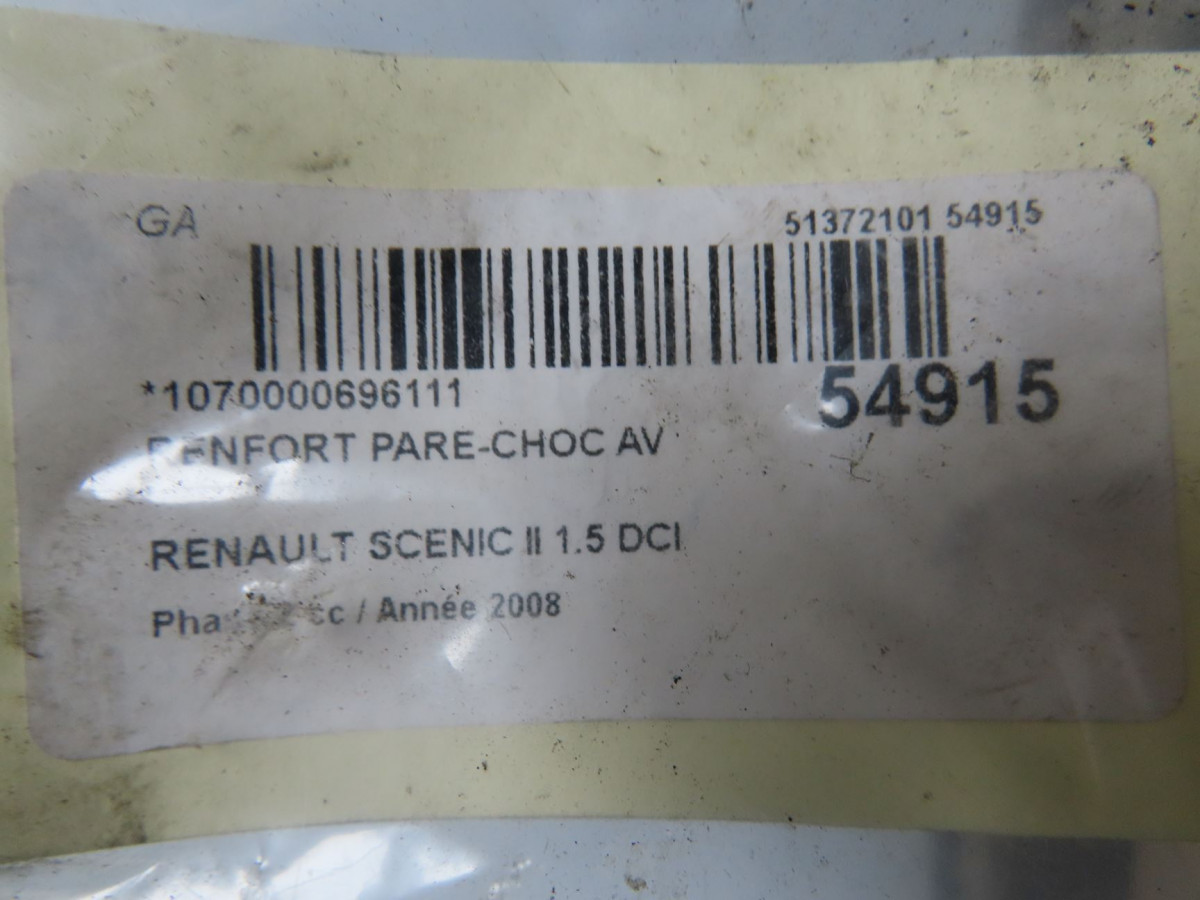 GA
51372101 54915
*1070000696111
54915
RENFORT PARE-CHOC AV
RENAULT SCENIC II 1.5 DCI
/ Année 2008